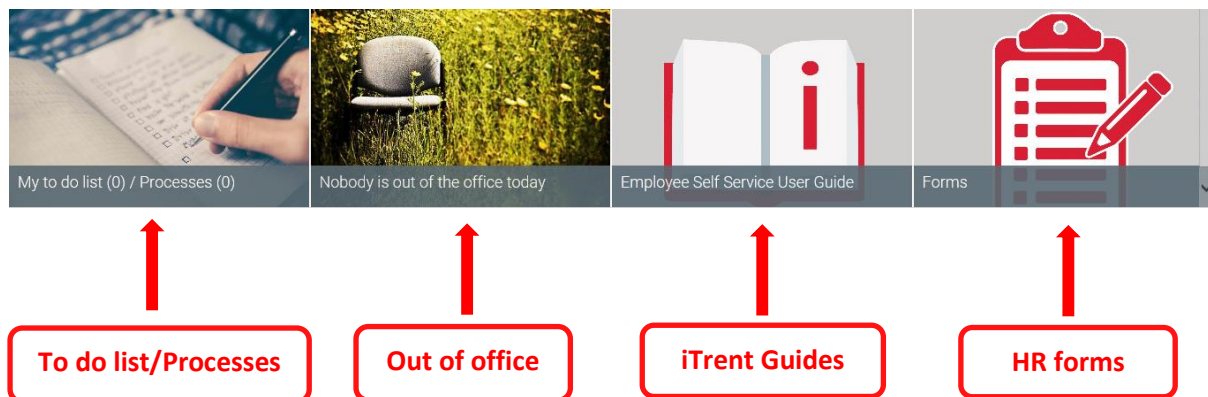 My to do list (0) / Processes (0)
Nobody is out of the office today
Employee Self Service User Guide
Forms
To do list/Processes
Out of office
iTrent Guides
HR forms